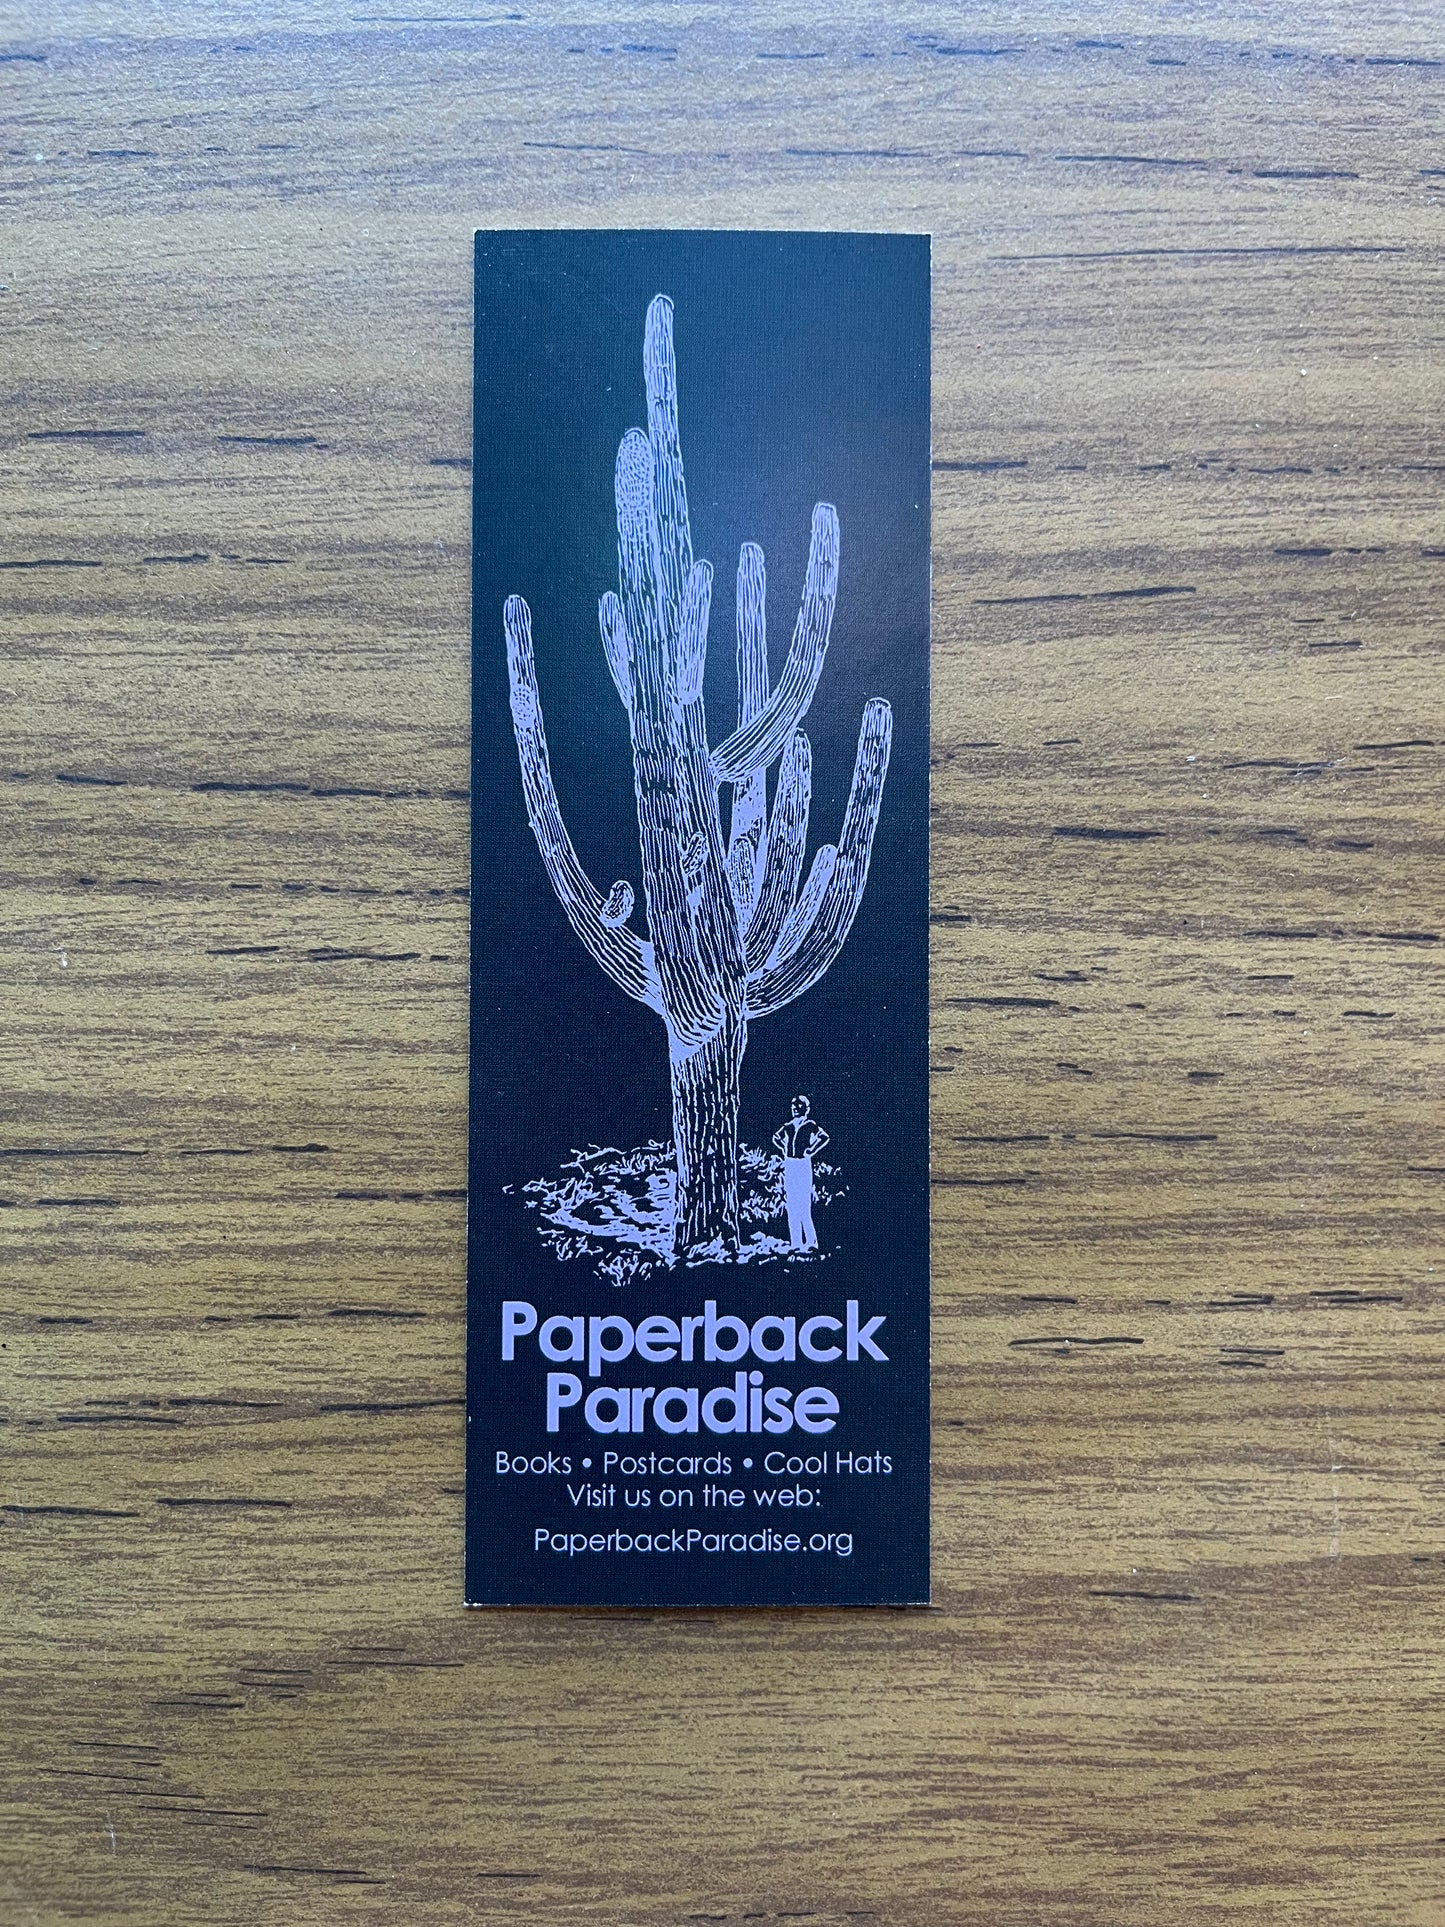 Paperback
Paradise
Books • Postcards • Cool Hats
Visit us on the web:
PaperbackParadise.org